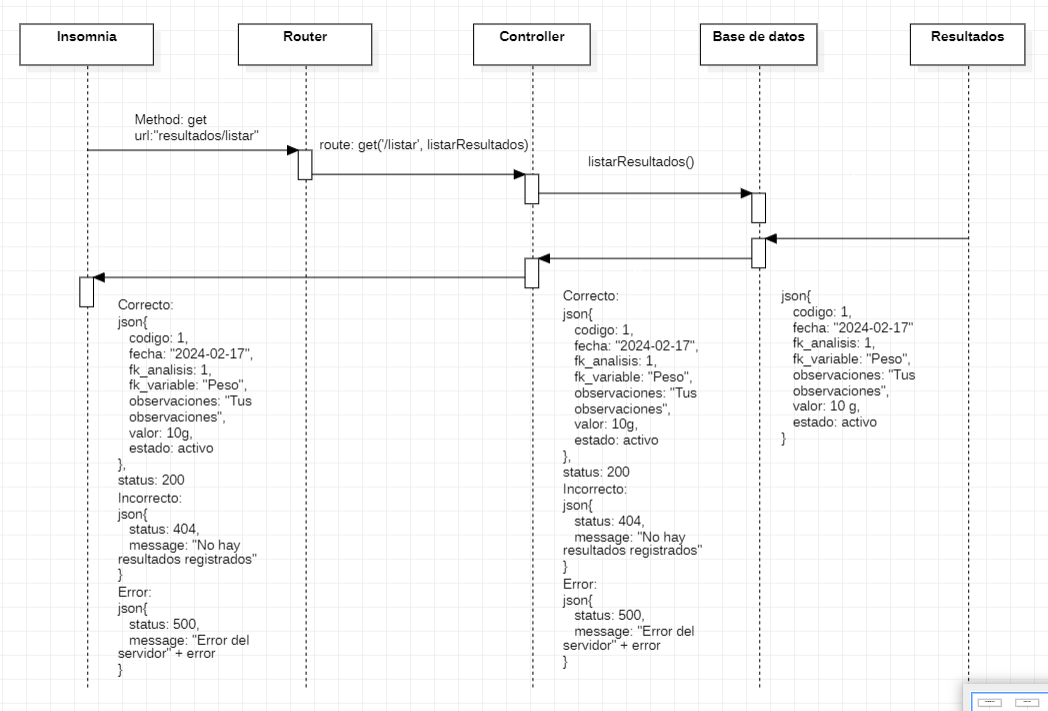 Insomnia
Router
Controller
Base de datos
Resultados
Method: get
url:"resultados/listar"
route: get('/listar', listarResultados)
listarResultados()
Correcto:
json{
codigo: 1,
fecha: "2024-02-17",
fk_analisis: 1,
fk_variable: "Peso",
observaciones: "Tus
observaciones",
valor: 10g,
estado: activo
},
status: 200
Incorrecto:
json{
status: 404,
message: "No hay
resultados registrados"
}
Error:
json{
status: 500,
message: "Error del
servidor" + error
}
Correcto:
json{
codigo: 1,
fecha: "2024-02-17",
fk_analisis: 1,
fk_variable: "Peso",
observaciones: "Tus
observaciones",
valor: 10g,
estado: activo
},
status: 200
Incorrecto:
json{
status: 404,
message: "No hay
resultados registrados"
}
Error:
json{
status: 500,
message: "Error del
servidor" + error
}
json{
codigo: 1,
fecha: "2024-02-17"
fk_analisis: 1,
fk_variable: "Peso",
observaciones: "Tus
observaciones",
valor: 10 g,
estado: activo
}